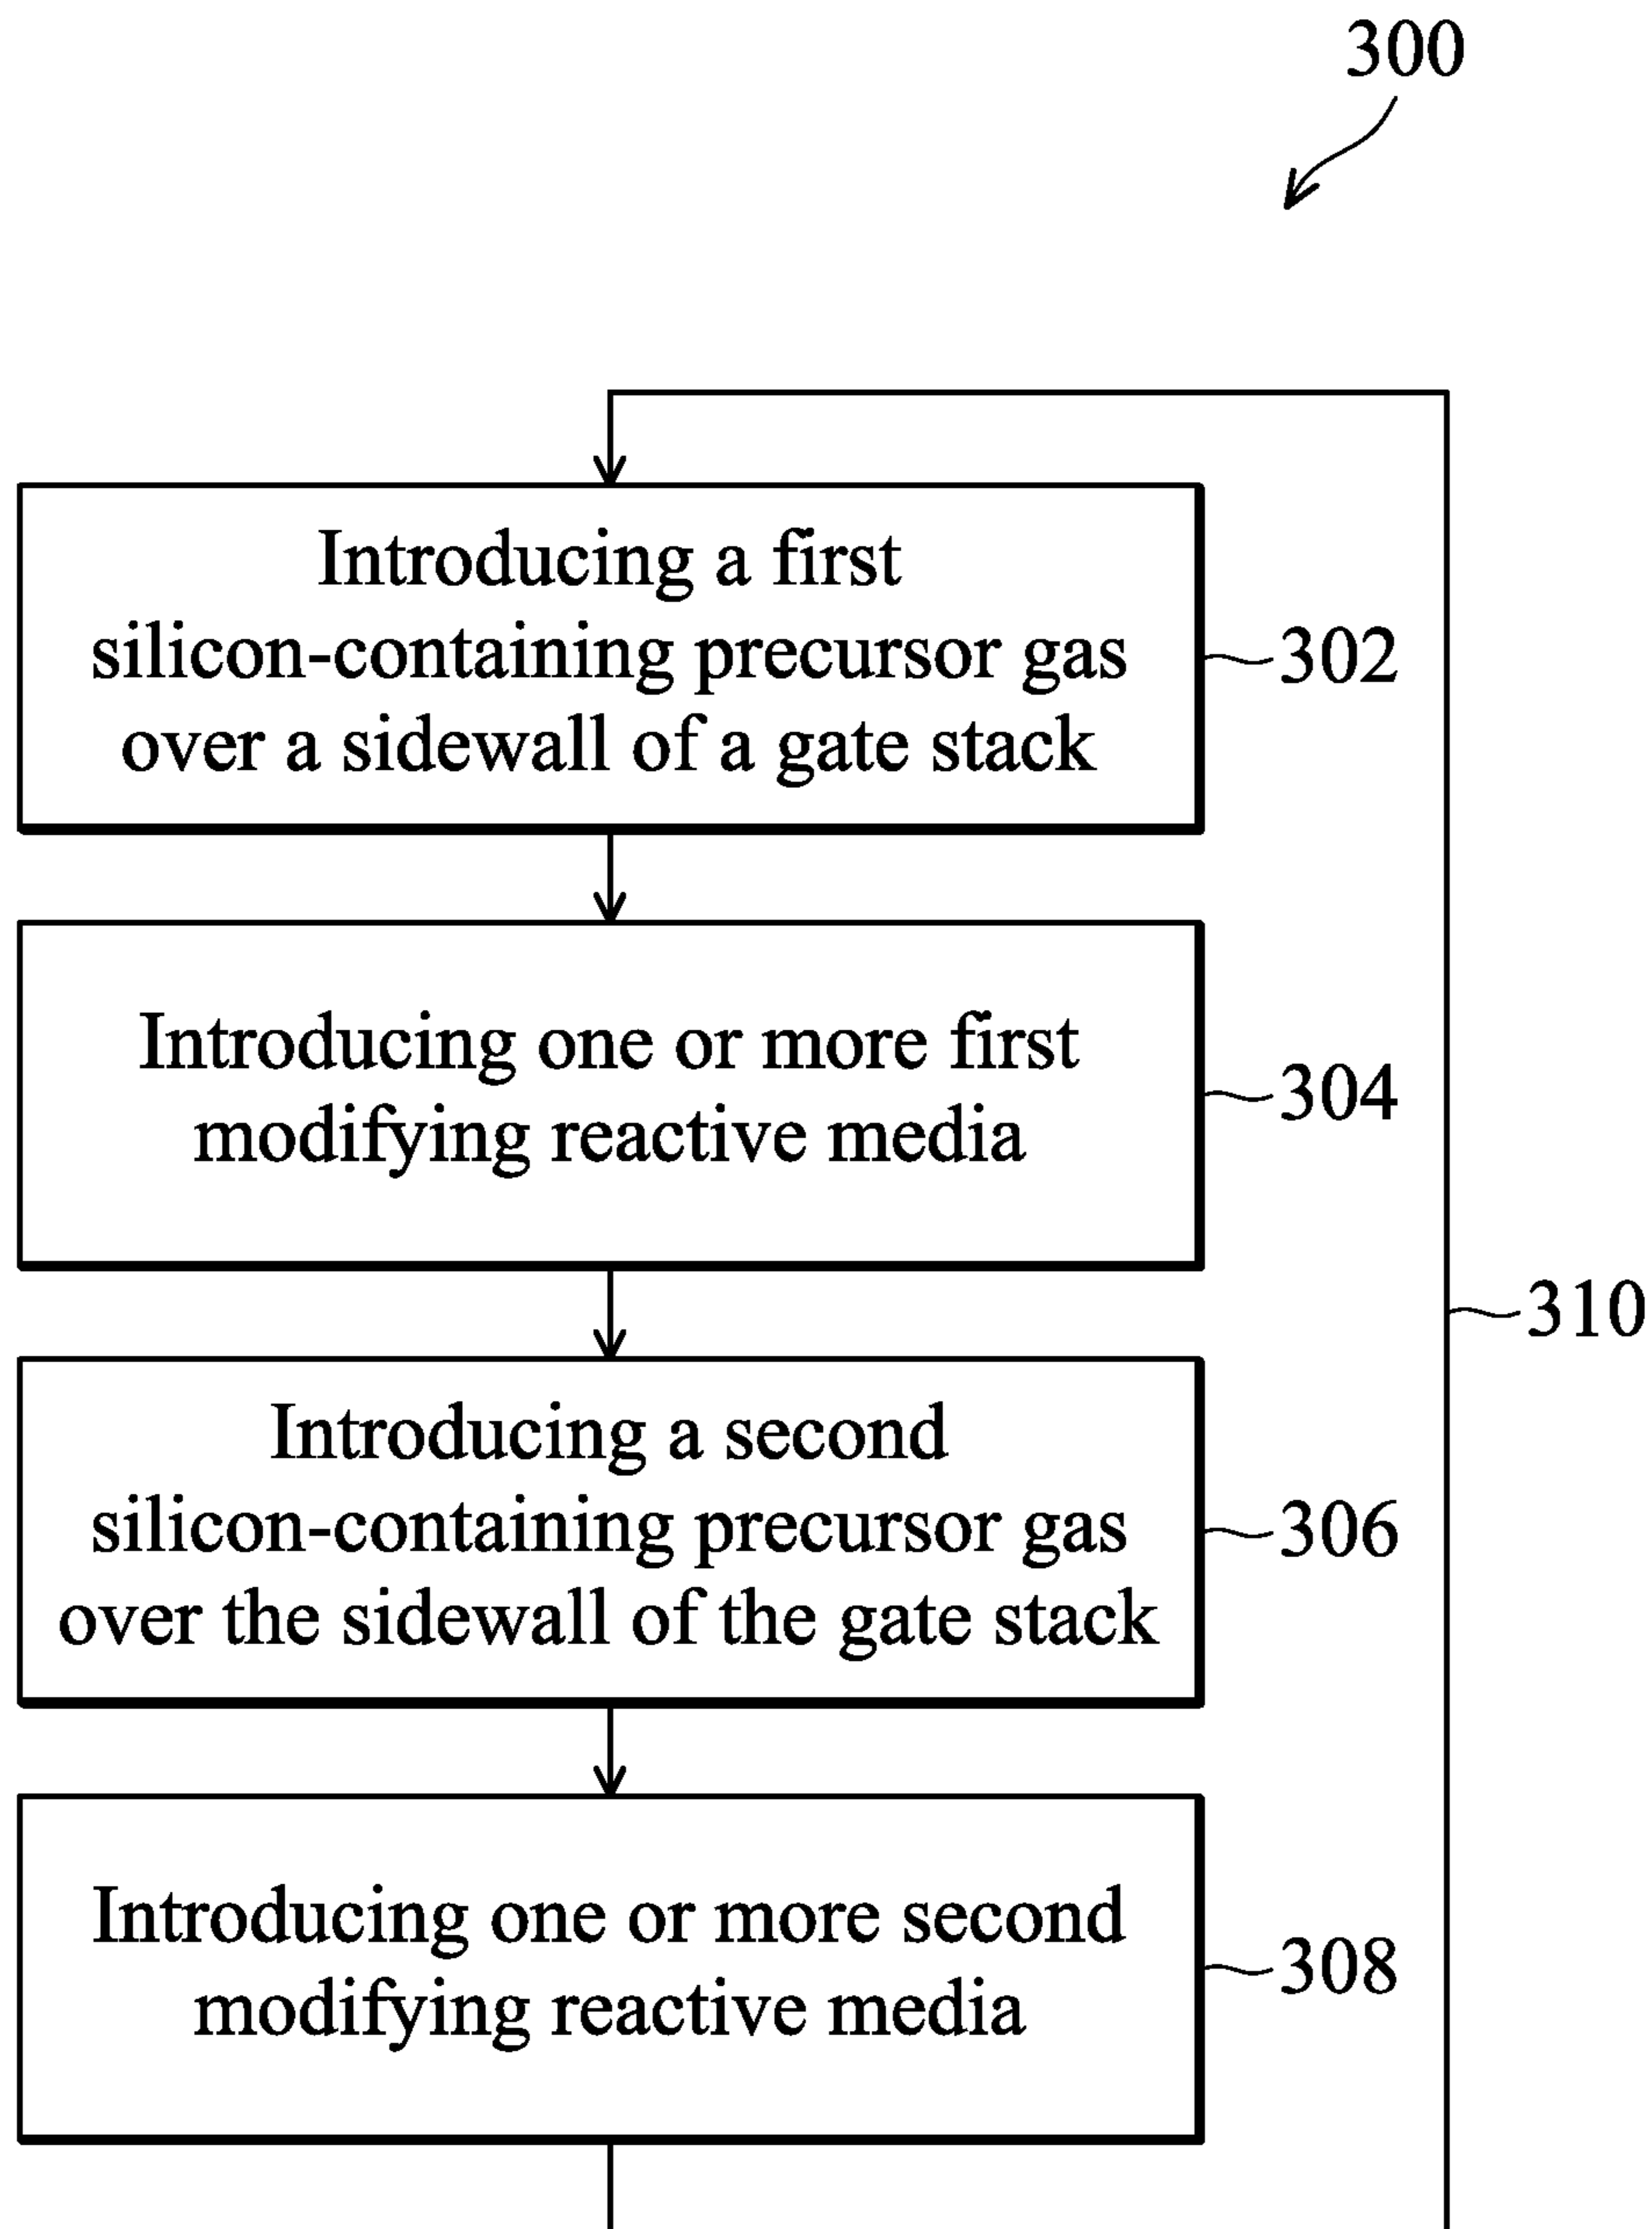 300
Introducing a first
silicon-containing precursor gas
over a sidewall of a gate stack
302
Introducing one or more first
modifying reactive media
304
310
Introducing a second
silicon-containing precursor gas
over the sidewall of the gate stack
306
Introducing one or more second
modifying reactive media
308